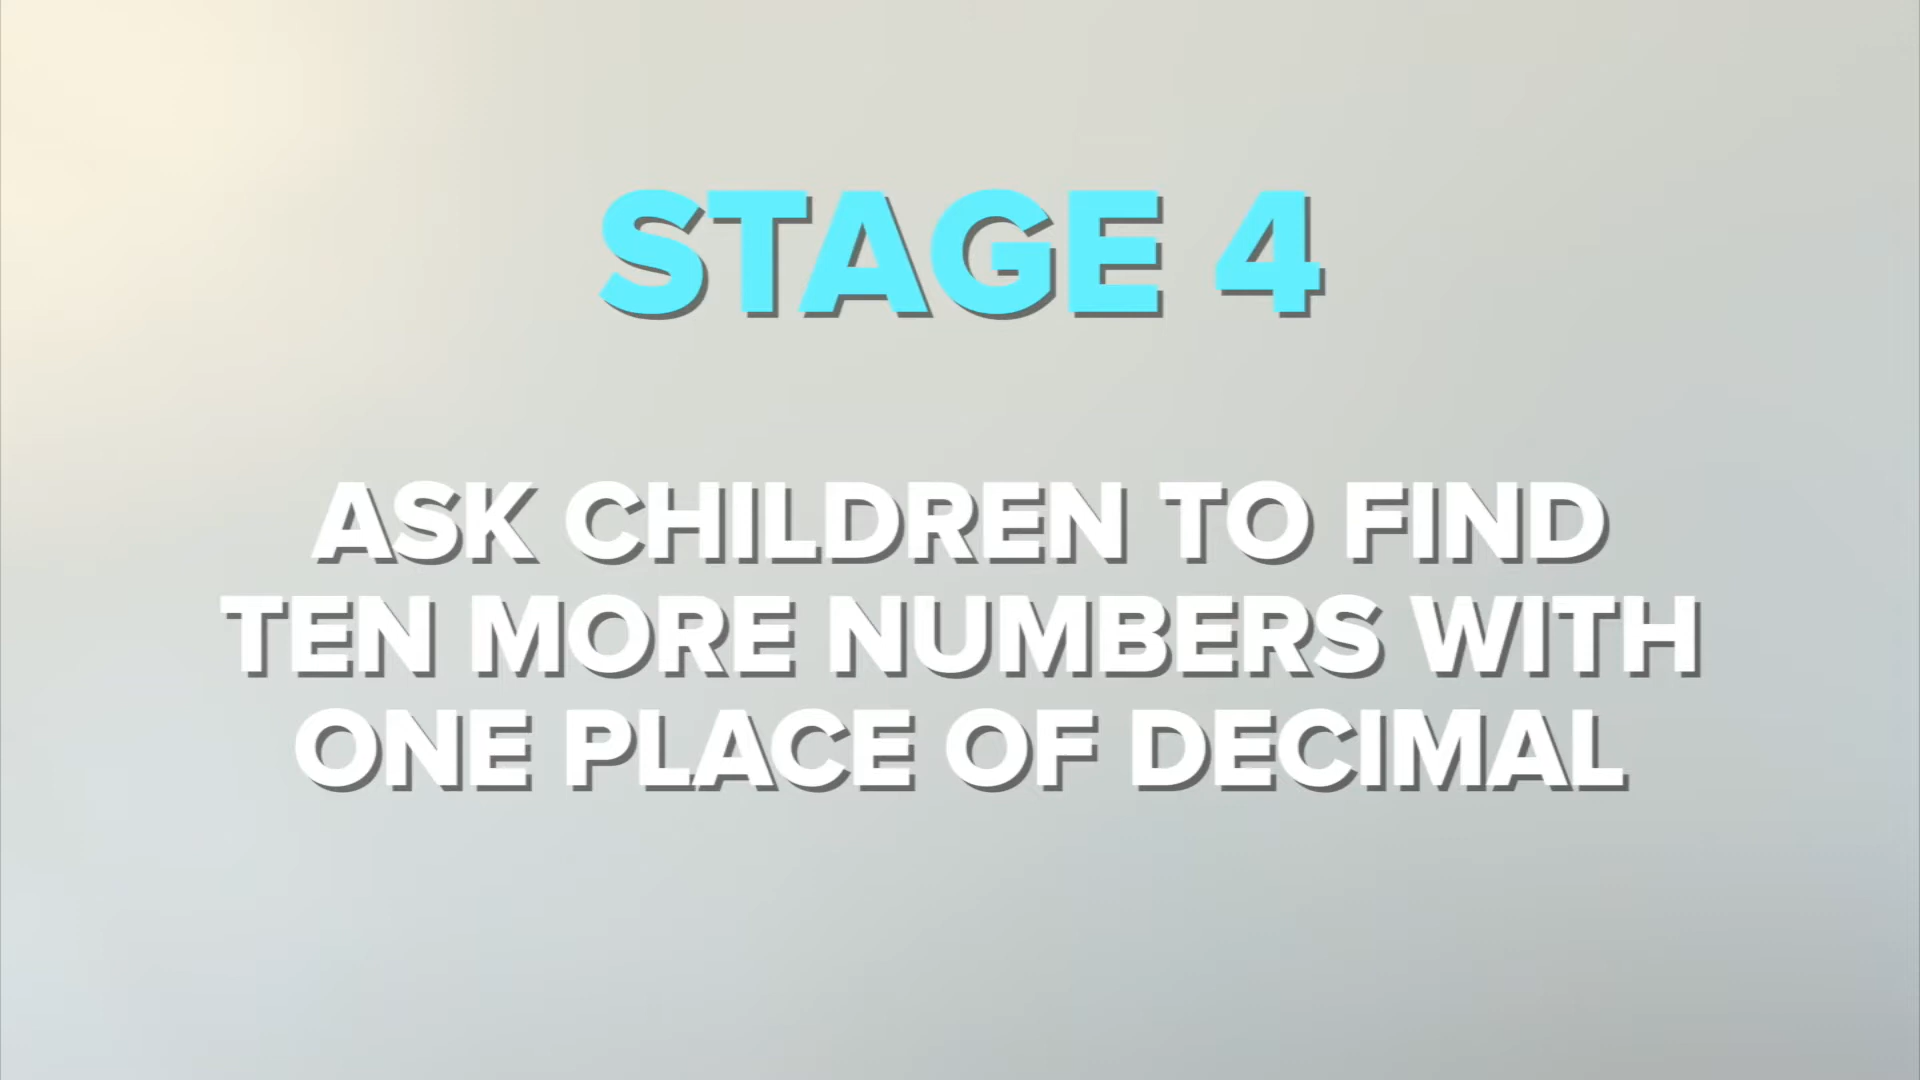 STAGE 4
ASK CHILDREN TO FIND
TEN MORE NUMBERS WITH
ONE PLACE OF DECIMAL